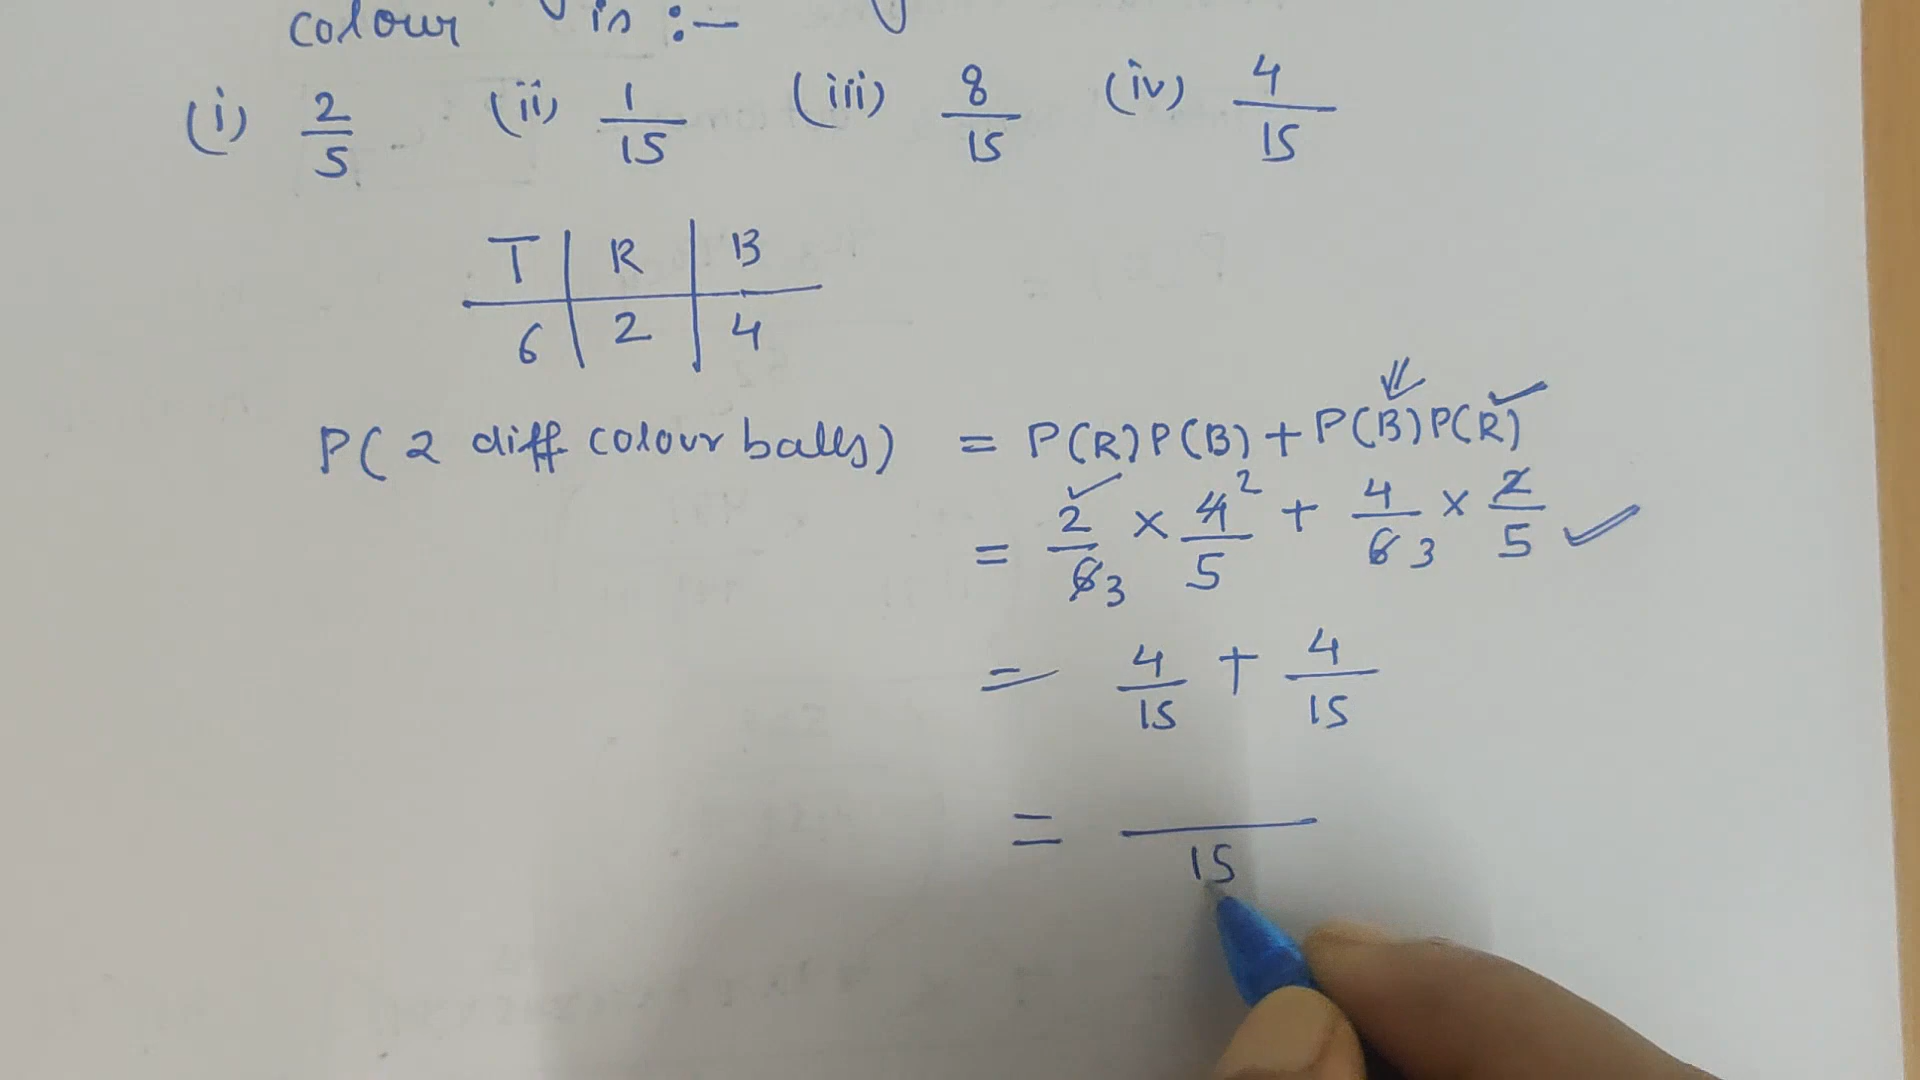 colour is :-
(i) 2/5 (ii) 1/15 (iii) 8/15 (iv) 4/15
T | R | B
6 | 2 | 4
P( 2 diff colour balls) = P(R)P(B) + P(B)P(R)
= 2/6 3 × 4 2/5 + 4/6 3 × 2/5
= 4/15 + 4/15
= /15